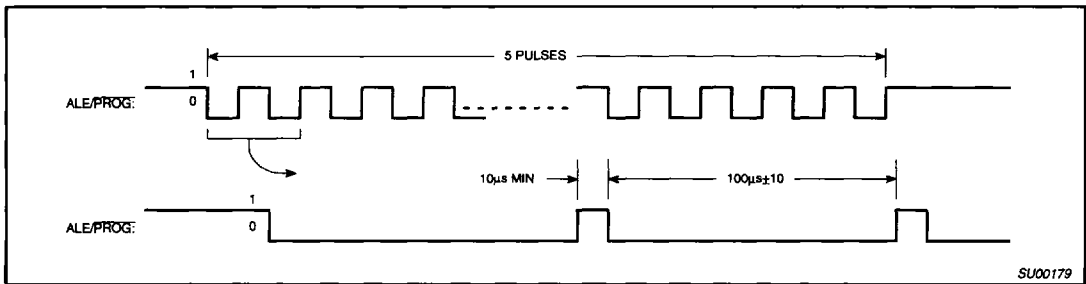 5 PULSES
1
ALE/PROG:
0
10µs MIN
100µs±10
1
ALE/PROG:
0
SU00179